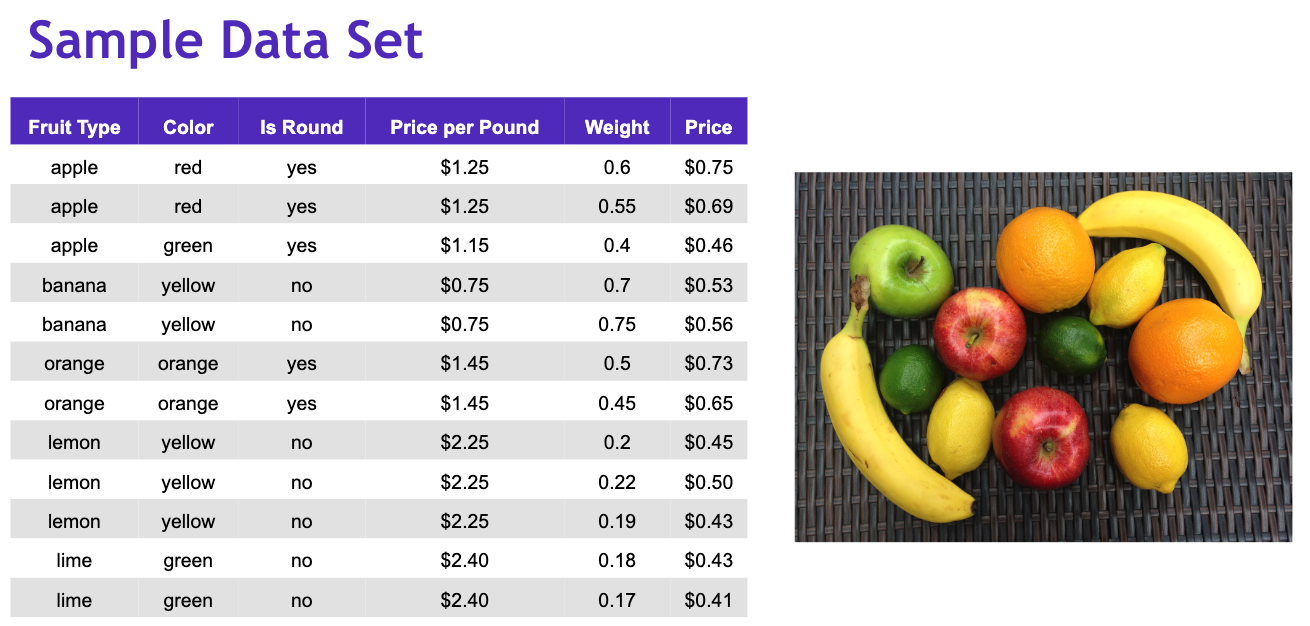 Sample Data Set
Fruit Type Color Is Round Price per Pound Weight Price
apple red yes $1.25 0.6 $0.75
apple red yes $1.25 0.55 $0.69
apple green yes $1.15 0.4 $0.46
banana yellow no $0.75 0.7 $0.53
banana yellow no $0.75 0.75 $0.56
orange orange yes $1.45 0.5 $0.73
orange orange yes $1.45 0.45 $0.65
lemon yellow no $2.25 0.2 $0.45
lemon yellow no $2.25 0.22 $0.50
lemon yellow no $2.25 0.19 $0.43
lime green no $2.40 0.18 $0.43
lime green no $2.40 0.17 $0.41